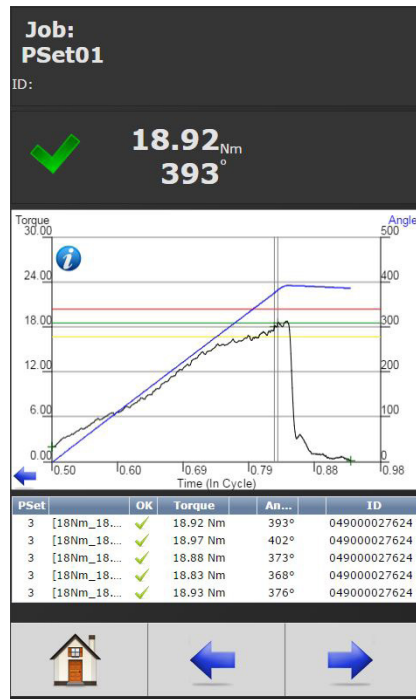 Job:
PSet01
ID:
18.92Nm
393°
Torque Angle
30.00 500
24.00 400
18.00 300
12.00 200
6.00 100
0.00 0
0.50 0.60 0.69 0.79 0.88 0.98
Time (In Cycle)
PSet OK Torque An... ID
3 [18Nm_18.... 18.92 Nm 393° 049000027624
3 [18Nm_18.... 18.97 Nm 402° 049000027624
3 [18Nm_18.... 18.88 Nm 373° 049000027624
3 [18Nm_18.... 18.83 Nm 368° 049000027624
3 [18Nm_18.... 18.93 Nm 376° 049000027624